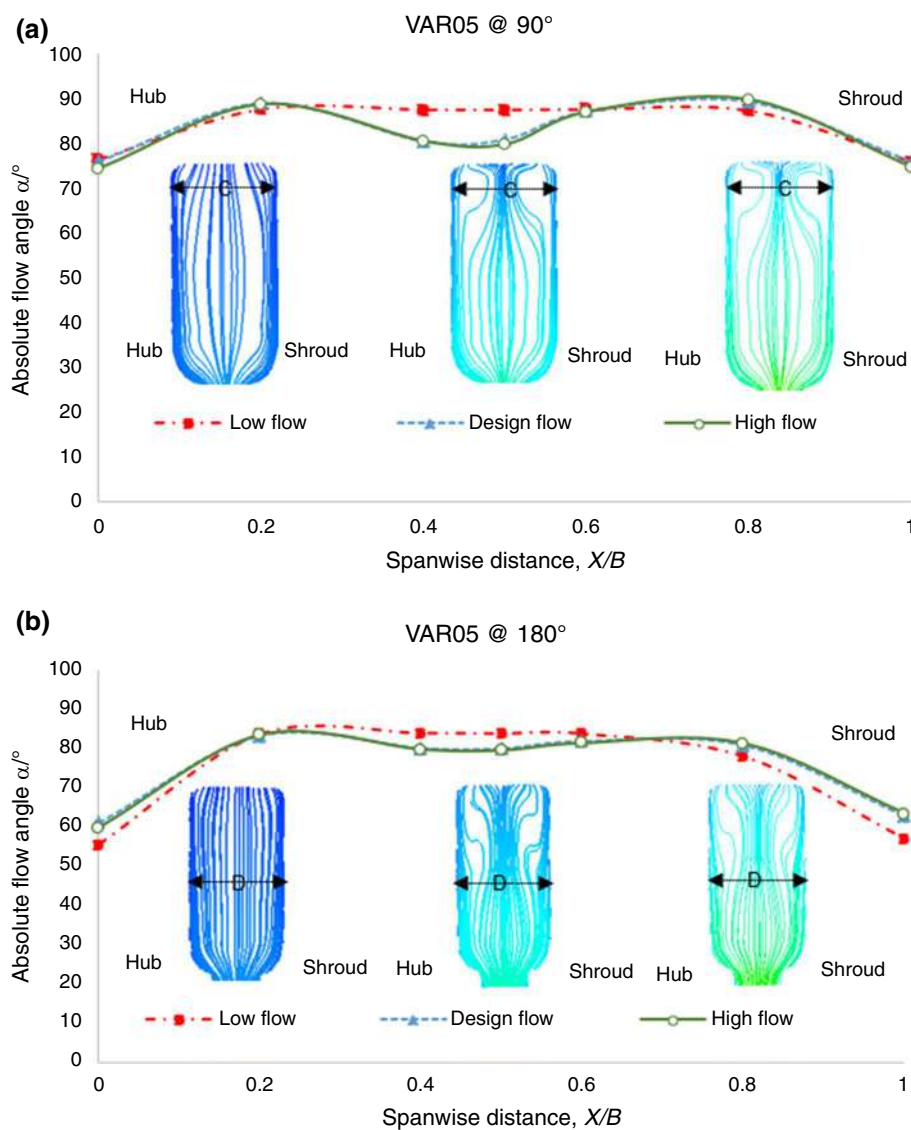 (a)
VAR05 @ 90°
100
90
80
70
60
50
40
30
20
10
0
Absolute flow angle α/°
Hub
Shroud
C
C
C
Hub
Shroud
Hub
Shroud
Hub
Shroud
Low flow
Design flow
High flow
0
0.2
0.4
0.6
0.8
1
Spanwise distance, X/B
(b)
VAR05 @ 180°
100
90
80
70
60
50
40
30
20
10
0
Absolute flow angle α/°
Hub
Shroud
D
D
D
Hub
Shroud
Hub
Shroud
Hub
Shroud
Low flow
Design flow
High flow
0
0.2
0.4
0.6
0.8
1
Spanwise distance, X/B